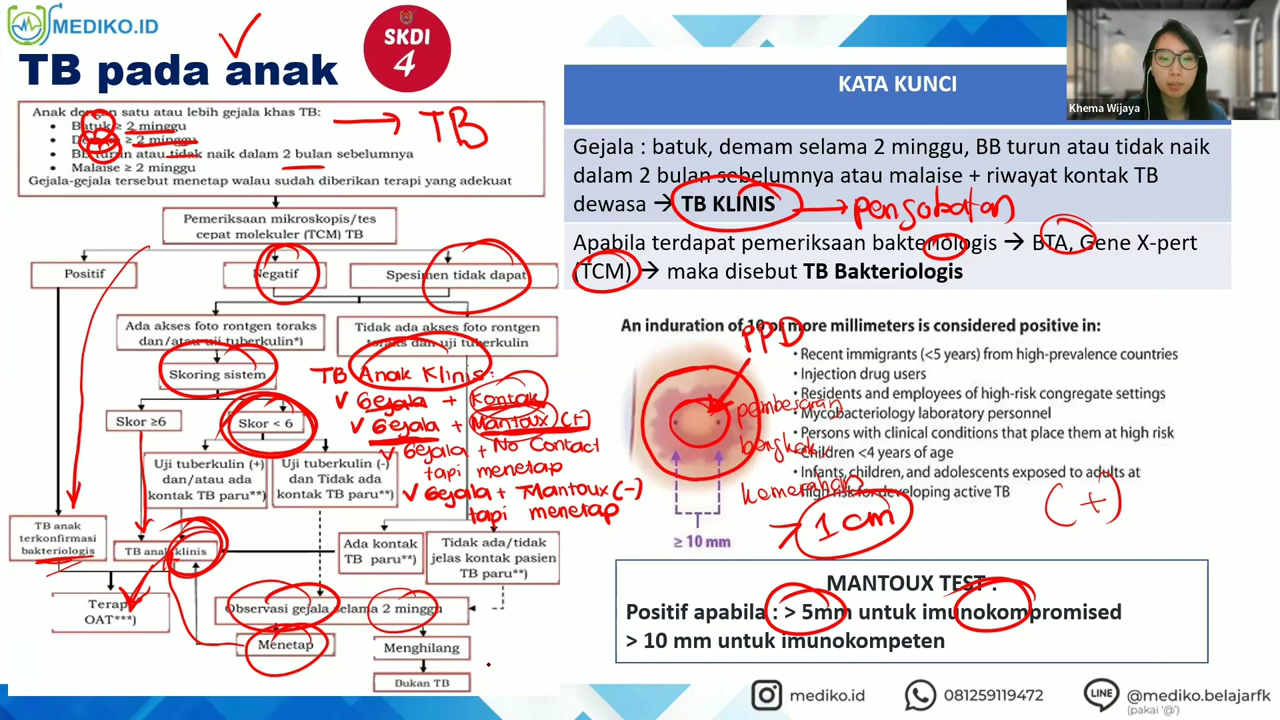 MEDIKO.ID
TB pada anak
SKDI
4
Anak dengan satu atau lebih gejala khas TB:
• Batuk ≥ 2 minggu
• ≥ 2 minggu
• BB turun atau tidak naik dalam 2 bulan sebelumnya
• Malaise ≥ 2 minggu
Gejala-gejala tersebut menetap walau sudah diberikan terapi yang adekuat
TB
Pemeriksaan mikroskopis/tes
cepat molekuler (TCM) TB
Positif
Negatif
Spesimen tidak dapat
Ada akses foto rontgen toraks
dan/atau uji tuberkulin*)
Tidak ada akses foto rontgen
toraks dan uji tuberkulin
Skoring sistem
TB Anak Klinis:
✓ Gejala + Kontak
✓ Gejala + Mantoux (+)
✓ Gejala + No Contact
tapi menetap
✓ Gejala + Mantoux (-)
tapi menetap
Skor ≥6
Skor < 6
Uji tuberkulin (+)
dan/atau ada
kontak TB paru**)
Uji tuberkulin (-)
dan Tidak ada
kontak TB paru**)
TB anak
terkonfirmasi
bakteriologis
TB anak klinis
Ada kontak
TB paru**)
Tidak ada/tidak
jelas kontak pasien
TB paru**)
Terapi
OAT***)
Observasi gejala selama 2 minggu
Menetap
Menghilang
Bukan TB
KATA KUNCI
Gejala : batuk, demam selama 2 minggu, BB turun atau tidak naik
dalam 2 bulan sebelumnya atau malaise + riwayat kontak TB
dewasa → TB KLINIS
→ pengobatan
Apabila terdapat pemeriksaan bakteriologis → BTA, Gene X-pert
(TCM) → maka disebut TB Bakteriologis
An induration of 10 or more millimeters is considered positive in:
PPD
• Recent immigrants (<5 years) from high-prevalence countries
• Injection drug users
• Residents and employees of high-risk congregate settings
• Mycobacteriology laboratory personnel
• Persons with clinical conditions that place them at high risk
• Children <4 years of age
• Infants, children, and adolescents exposed to adults at
high risk for developing active TB
pembesaran
bengkak
kemerahan
1 cm
(+)
≥ 10 mm
MANTOUX TEST :
Positif apabila : > 5mm untuk imunokompromised
> 10 mm untuk imunokompeten
Khema Wijaya
mediko.id
081259119472
LINE
@mediko.belajarfk
(pakai '@')